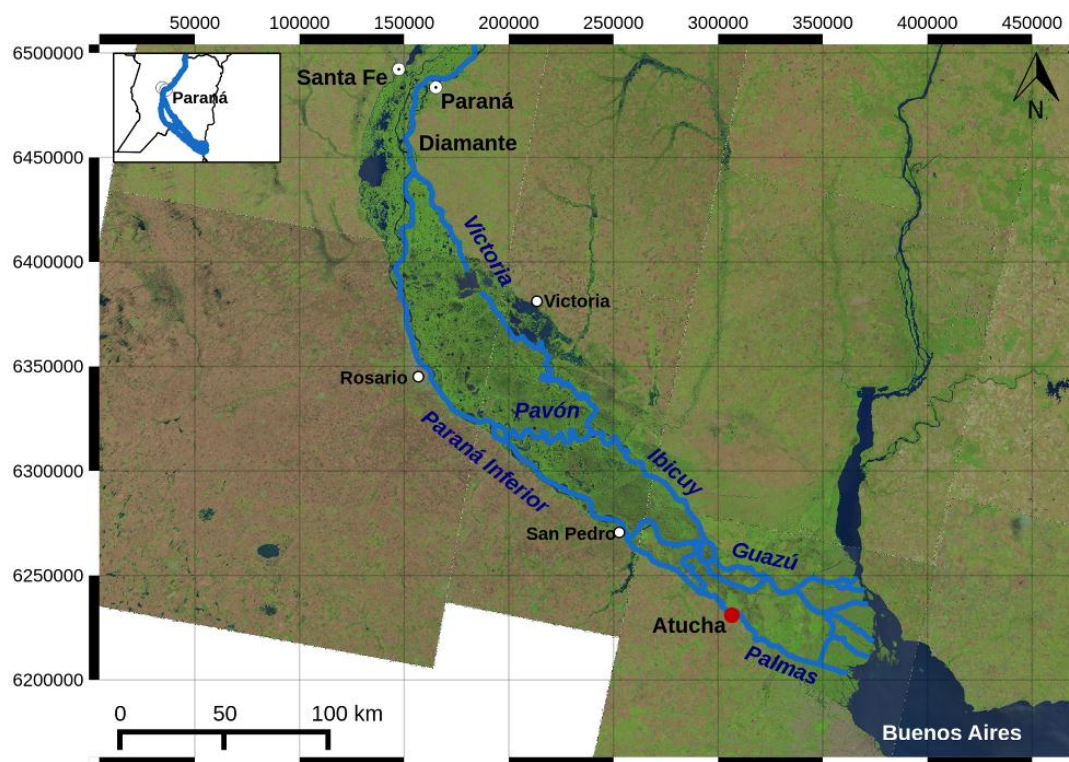 50000 100000 150000 200000 250000 300000 350000 400000 450000
6500000
6450000
6400000
6350000
6300000
6250000
6200000
Paraná
N
Santa Fe
Paraná
Diamante
Victoria
Victoria
Rosario
Pavón
Paraná Inferior
Ibicuy
San Pedro
Guazú
Atucha
Palmas
0 50 100 km
Buenos Aires